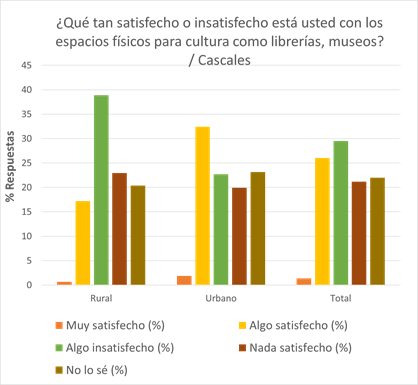 ¿Qué tan satisfecho o insatisfecho está usted con los
espacios físicos para cultura como librerías, museos?
/ Cascales
% Respuestas
45
40
35
30
25
20
15
10
5
0
Rural
Urbano
Total
Muy satisfecho (%)
Algo satisfecho (%)
Algo insatisfecho (%)
Nada satisfecho (%)
No lo sé (%)